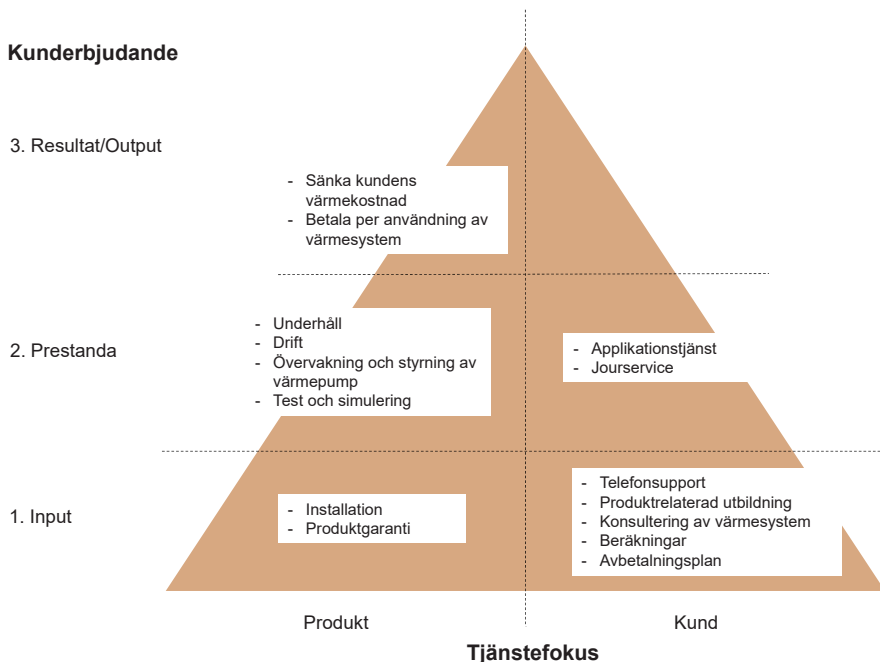 Kunderbjudande
3. Resultat/Output
- Sänka kundens
värmekostnad
- Betala per användning av
värmesystem
2. Prestanda
- Underhåll
- Drift
- Övervakning och styrning av
värmepump
- Test och simulering
- Applikationstjänst
- Jourservice
1. Input
- Installation
- Produktgaranti
- Telefonsupport
- Produktrelaterad utbildning
- Konsultering av värmesystem
- Beräkningar
- Avbetalningsplan
Produkt
Kund
Tjänstefokus